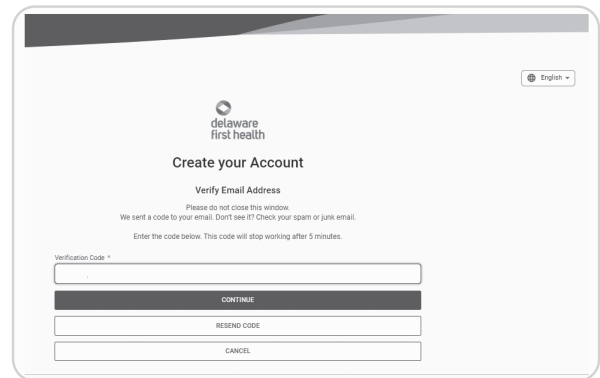 English
delaware
first health
Create your Account
Verify Email Address
Please do not close this window.
We sent a code to your email. Don't see it? Check your spam or junk email.
Enter the code below. This code will stop working after 5 minutes.
Verification Code *
CONTINUE
RESEND CODE
CANCEL